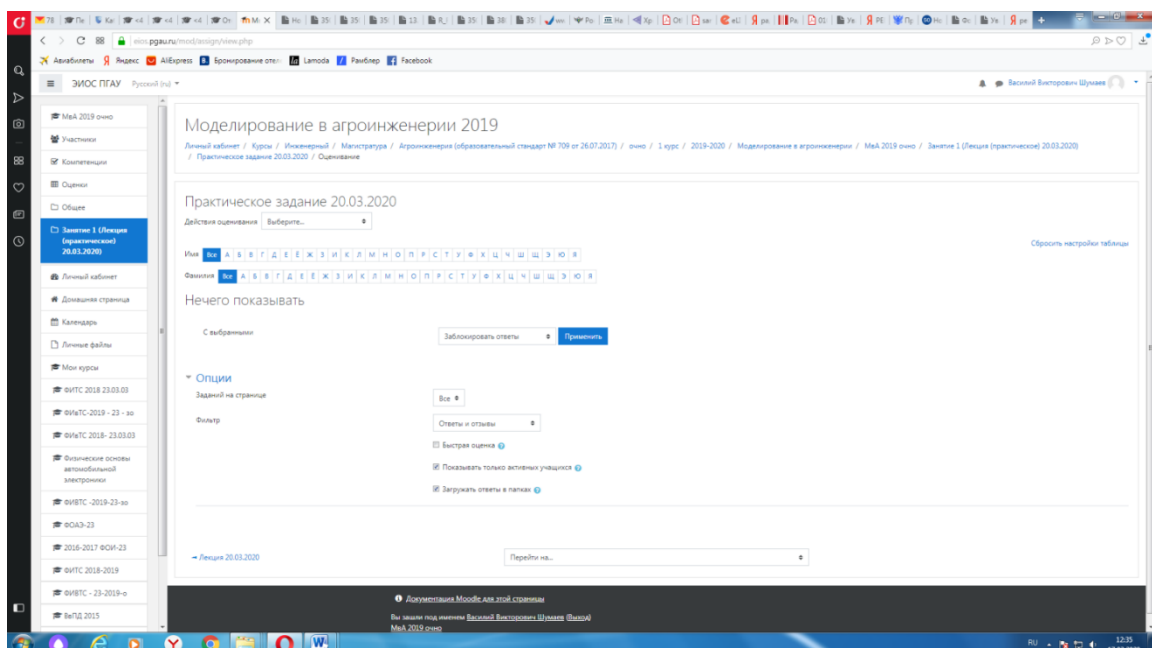 eios.pgau.ru/mod/assign/view.php
Авиабилеты Яндекс AliExpress Бронирование отел Lamoda Рамблер Facebook
ЭИОС ПГАУ Русский (ru)
Василий Викторович Шумаев
МеА 2019 очно
Участники
Компетенции
Оценки
Общее
Занятие 1 (Лекция
(практическое)
20.03.2020)
Личный кабинет
Домашняя страница
Календарь
Личные файлы
Мои курсы
ФИТС 2018 23.03.03
ФИвТС-2019 - 23 - зо
ФИвТС 2018- 23.03.03
Физические основы
автомобильной
электроники
ФИВТС -2019-23-зо
ФОАЭ-23
2016-2017 ФОИ-23
ФИТС 2018-2019
ФИВТС - 23-2019-о
ВеПД 2015
Моделирование в агроинженерии 2019
Личный кабинет / Курсы / Инженерный / Магистратура / Агроинженерия (образовательный стандарт № 709 от 26.07.2017) / очно / 1 курс / 2019-2020 / Моделирование в агроинженерии / МеА 2019 очно / Занятие 1 (Лекция (практическое) 20.03.2020)
/ Практическое задание 20.03.2020 / Оценивание
Практическое задание 20.03.2020
Действия оценивания Выберите...
Сбросить настройки таблицы
Имя Все А Б В Г Д Е Ё Ж З И К Л М Н О П Р С Т У Ф Х Ц Ч Ш Щ Э Ю Я
Фамилия Все А Б В Г Д Е Ё Ж З И К Л М Н О П Р С Т У Ф Х Ц Ч Ш Щ Э Ю Я
Нечего показывать
С выбранными Заблокировать ответы Применить
Опции
Заданий на странице Все
Фильтр Ответы и отзывы
Быстрая оценка
Показывать только активных учащихся
Загружать ответы в папках
→ Лекция 20.03.2020 Перейти на...
Документация Moodle для этой страницы
Вы зашли под именем Василий Викторович Шумаев (Выход)
МеА 2019 очно
RU 12:35